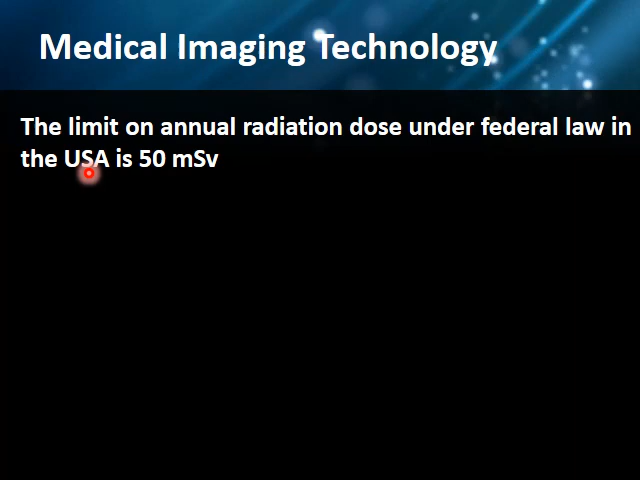 Medical Imaging Technology
The limit on annual radiation dose under federal law in
the USA is 50 mSv